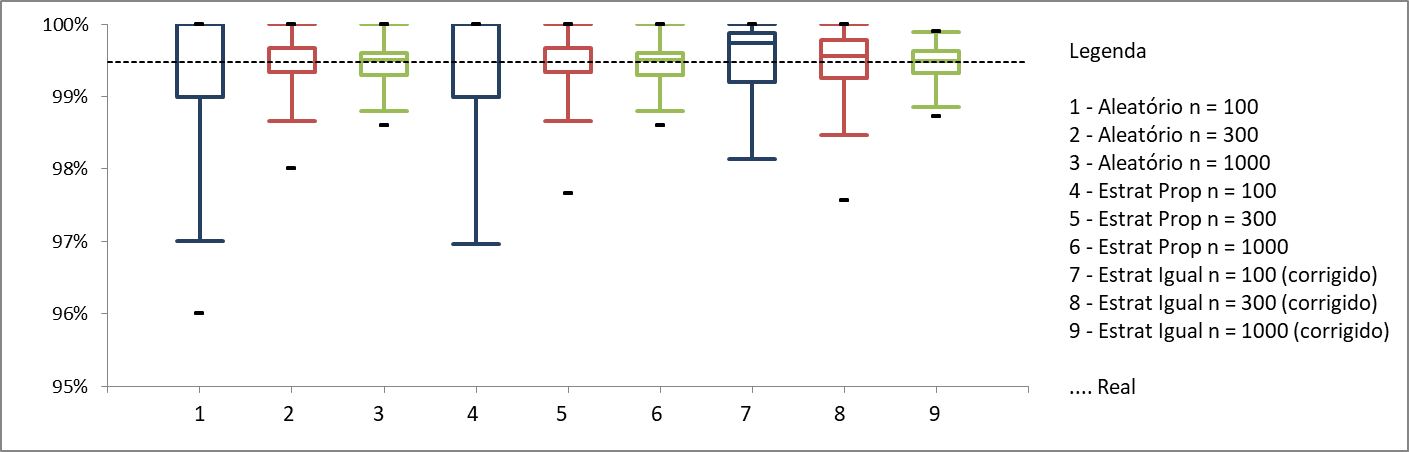 100%
99%
98%
97%
96%
95%
1 2 3 4 5 6 7 8 9
Legenda
1 - Aleatório n = 100
2 - Aleatório n = 300
3 - Aleatório n = 1000
4 - Estrat Prop n = 100
5 - Estrat Prop n = 300
6 - Estrat Prop n = 1000
7 - Estrat Igual n = 100 (corrigido)
8 - Estrat Igual n = 300 (corrigido)
9 - Estrat Igual n = 1000 (corrigido)
.... Real